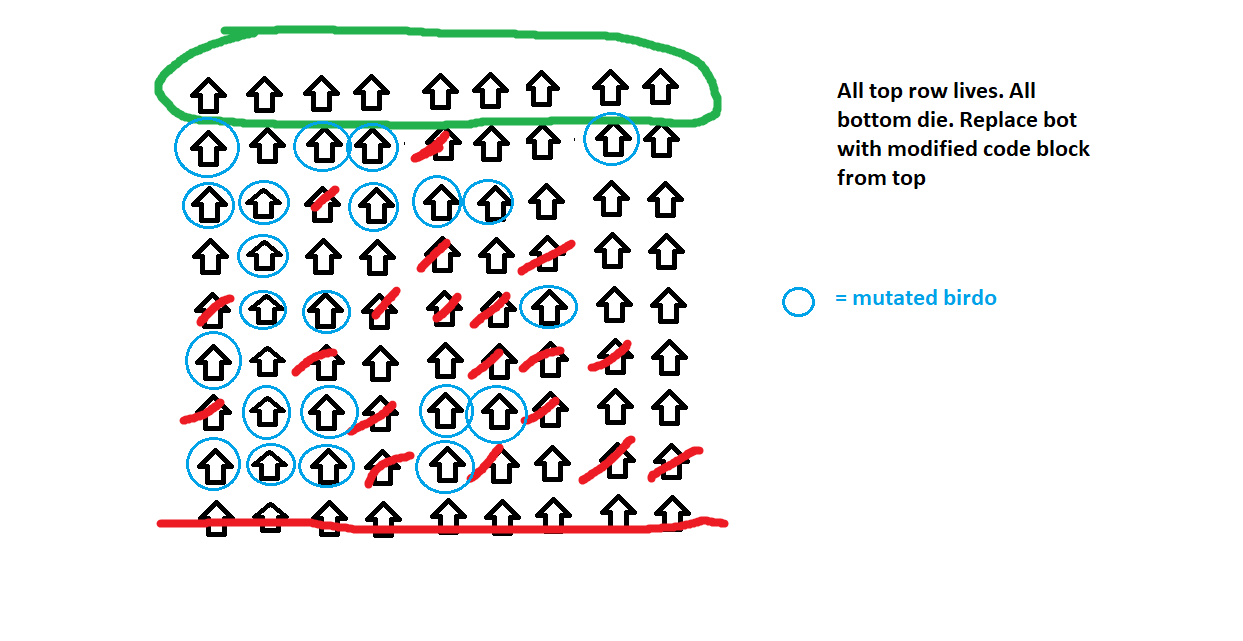 All top row lives. All
bottom die. Replace bot
with modified code block
from top
= mutated birdo